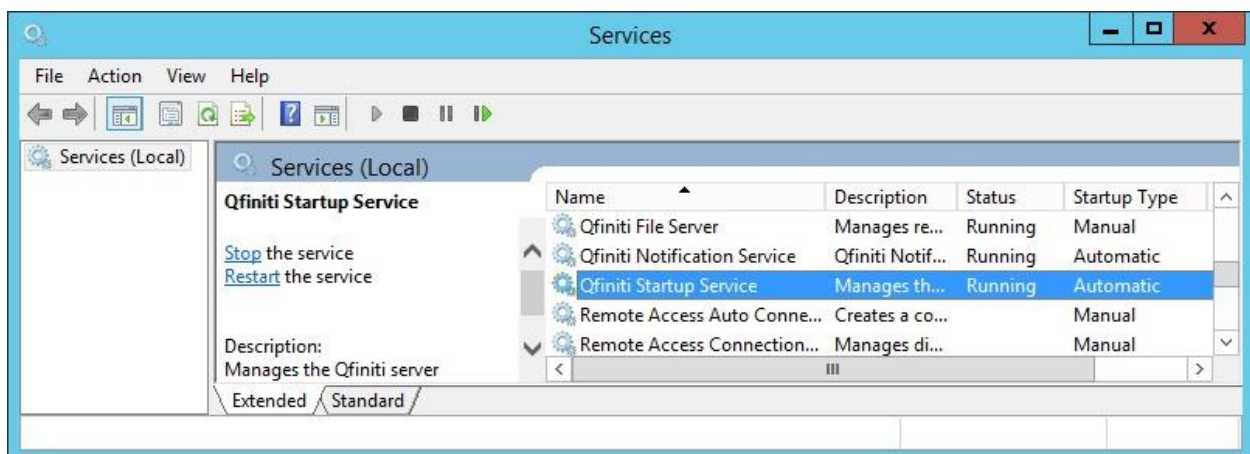 Services
File Action View Help
Services (Local)
Services (Local)
Qfiniti Startup Service
Stop the service
Restart the service
Description:
Manages the Qfiniti server
Name Description Status Startup Type
Qfiniti File Server Manages re... Running Manual
Qfiniti Notification Service Qfiniti Notif... Running Automatic
Qfiniti Startup Service Manages th... Running Automatic
Remote Access Auto Conne... Creates a co... Manual
Remote Access Connection... Manages di... Manual
Extended Standard